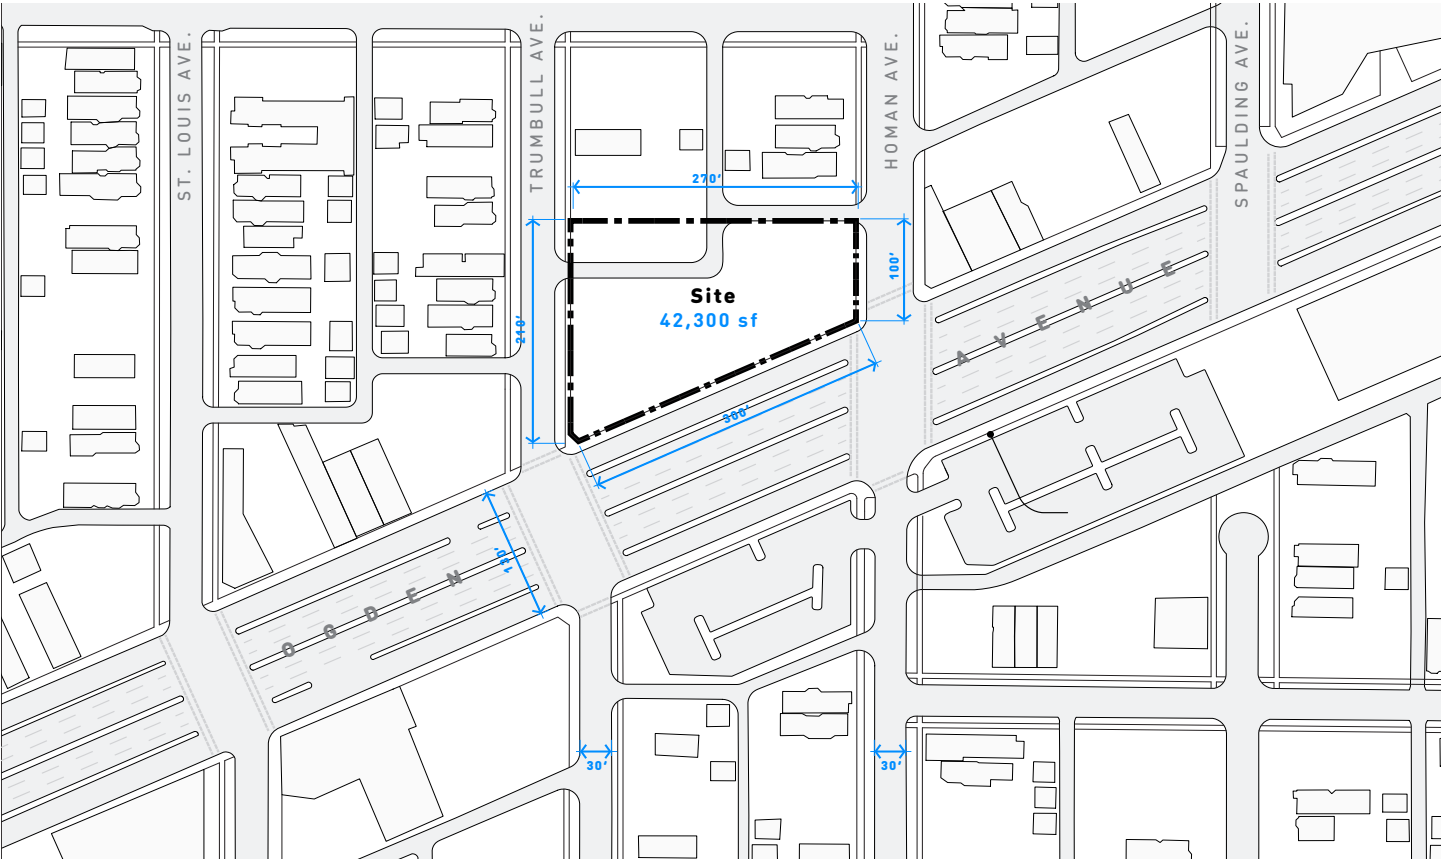 ST. LOUIS AVE.
TRUMBULL AVE.
HOMAN AVE.
SPAULDING AVE.
270′
100′
210′
Site
42,300 sf
300′
AVENUE
130′
OGDEN
30′
30′